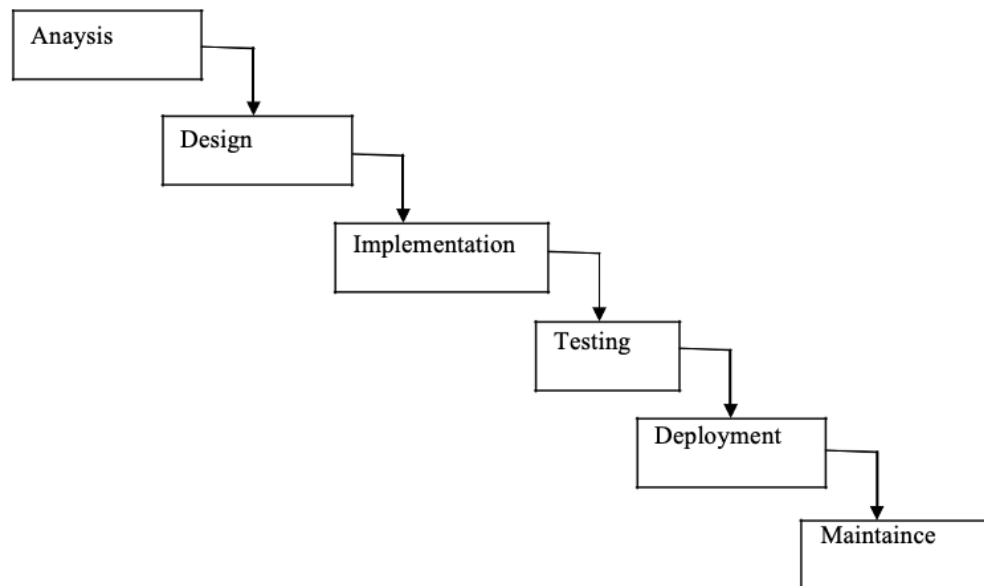 Anaysis
Design
Implementation
Testing
Deployment
Maintaince